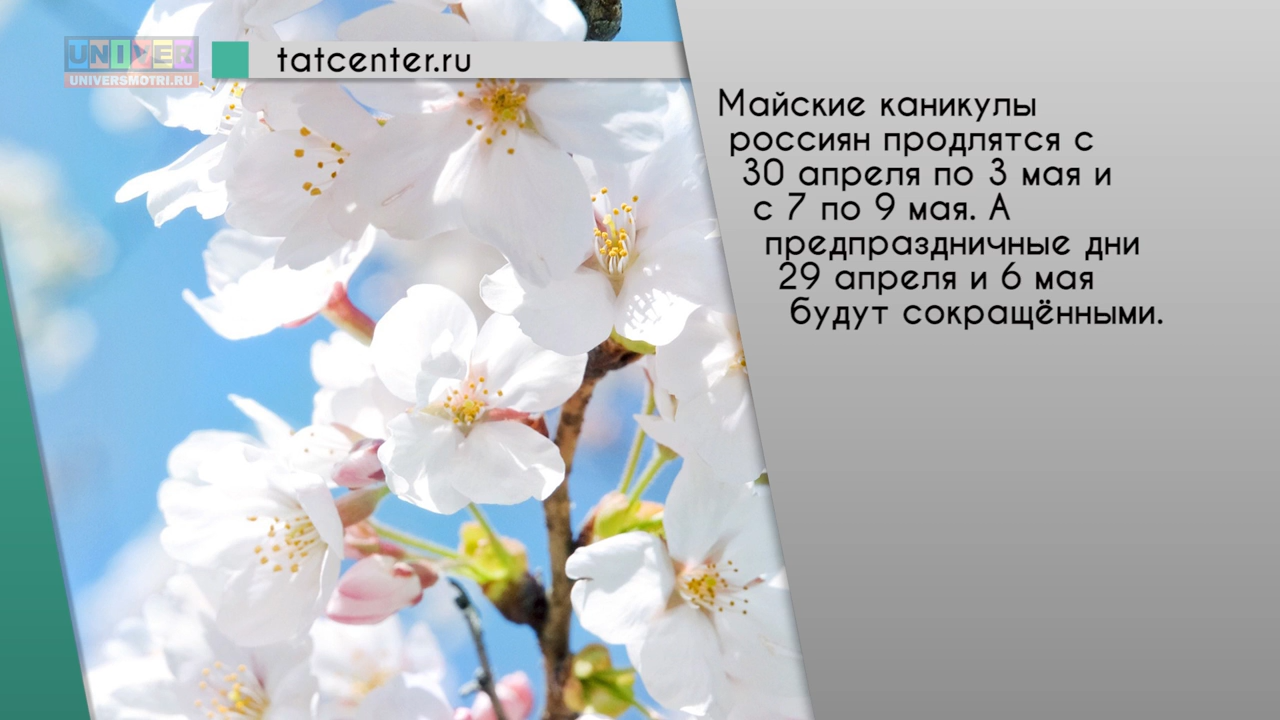 UNIVER
UNIVERSMOTRI.RU
tatcenter.ru
Майские каникулы
россиян продлятся с
30 апреля по 3 мая и
с 7 по 9 мая. А
предпраздничные дни
29 апреля и 6 мая
будут сокращёнными.